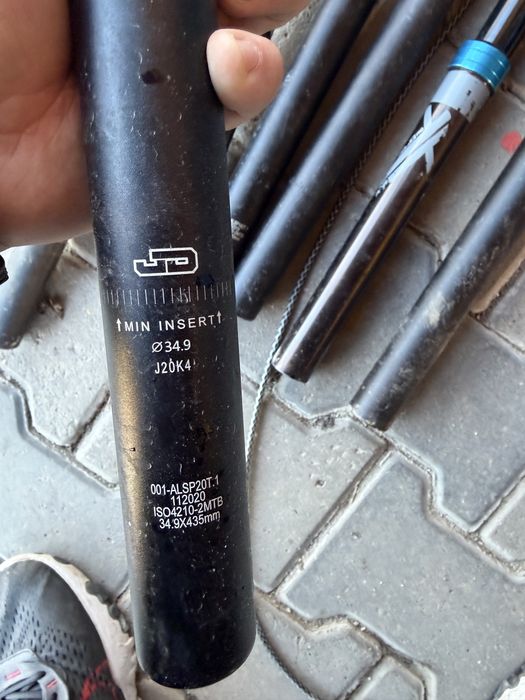 JD
↑MIN INSERT↑
Ø34.9
J20K4
001-ALSP20T.1
112020
ISO4210-2MTB
34.9X435mm